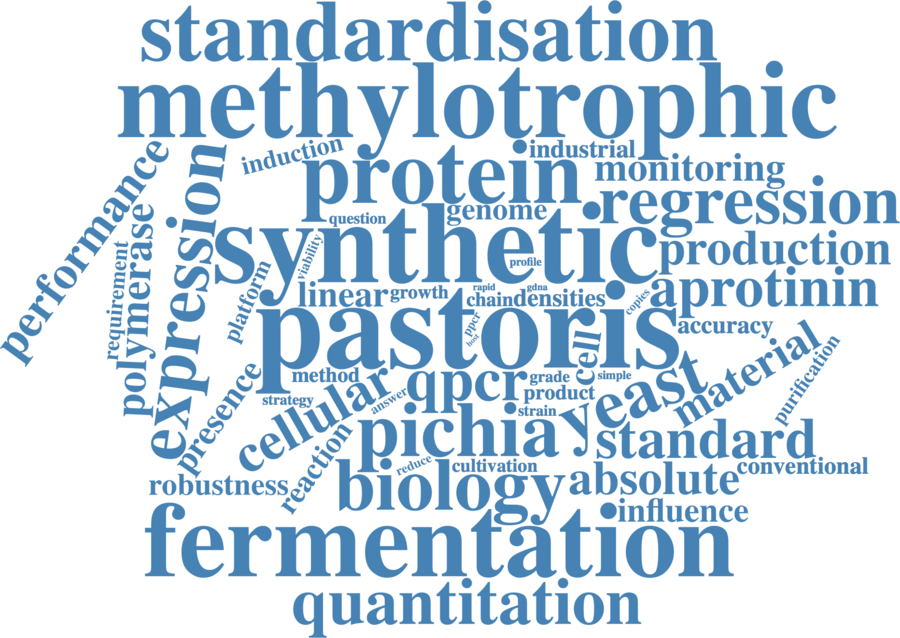 standardisation
methylotrophic
performance
polymerase
requirement
expression
induction
protein
industrial
monitoring
question
genome
regression
synthetic
viability
profile
production
platform
linear
growth
rapid
chain
gdna
densities
copies
aprotinin
pastoris
ppcr
host
cell
accuracy
method
strategy
answer
qpcr
grade
simple
product
strain
yeast
material
purification
presence
cellular
reaction
pichia
standard
reduce
cultivation
conventional
robustness
biology
absolute
influence
fermentation
quantitation